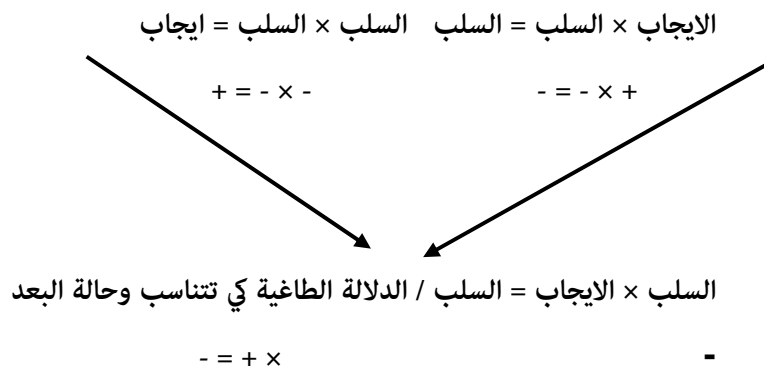 الايجاب × السلب = السلب   السلب × السلب = ايجاب
+ × - = -   - × - = +
السلب × الايجاب = السلب / الدلالة الطاغية كي تتناسب وحالة البعد
-   × + = -